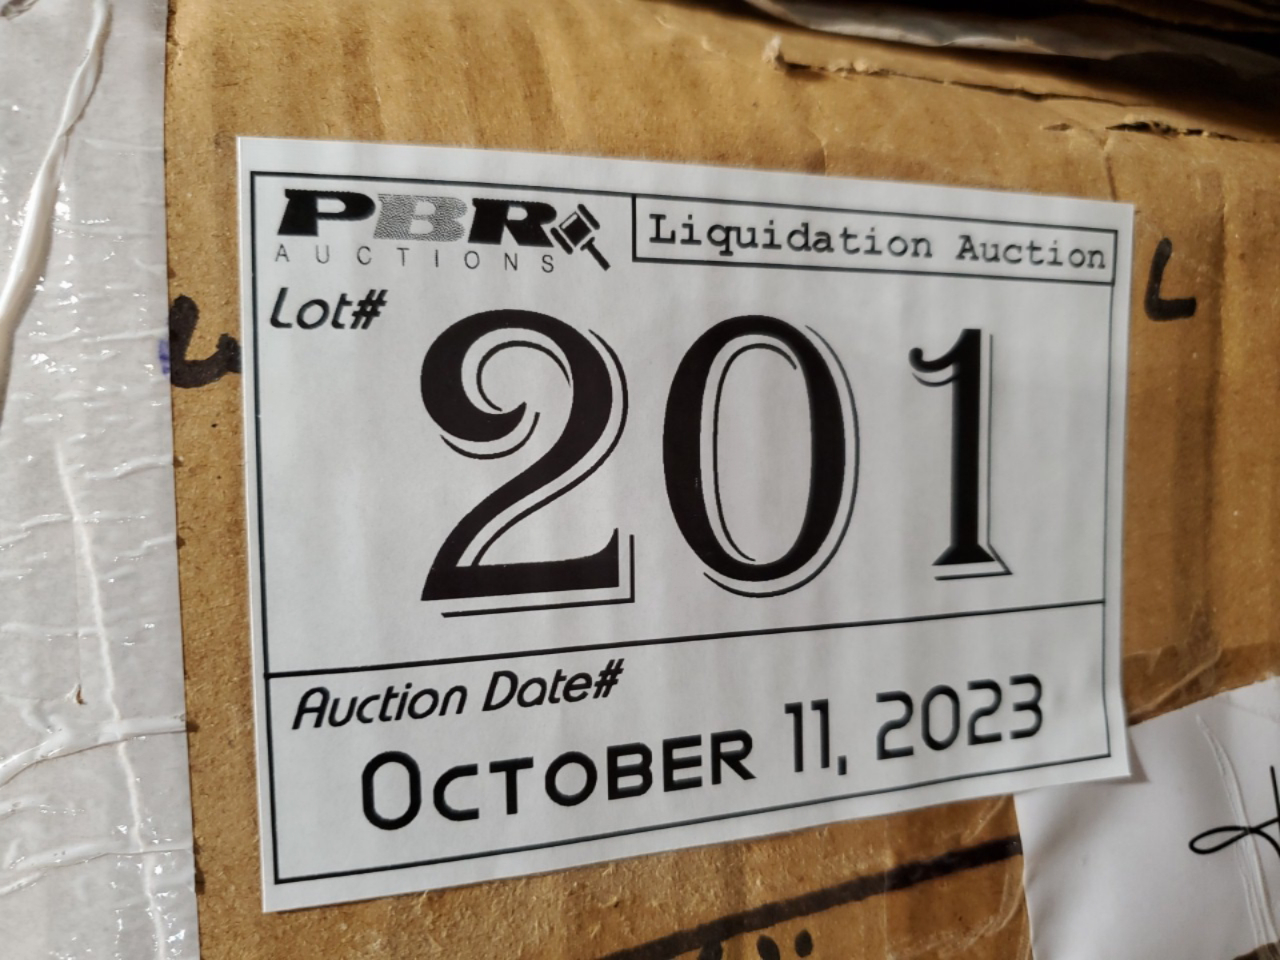 PBR
AUCTIONS
Liquidation Auction
Lot#
201
Auction Date#
October 11, 2023
L